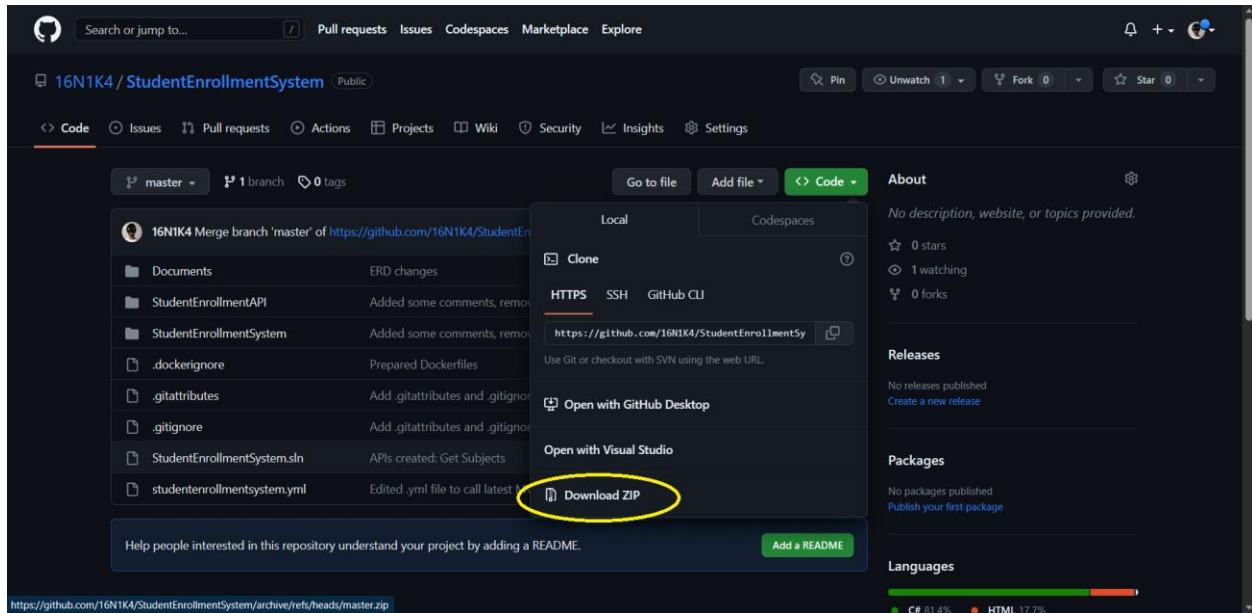 Search or jump to... /
Pull requests Issues Codespaces Marketplace Explore
16N1K4 / StudentEnrollmentSystem Public
Pin Unwatch 1 Fork 0 Star 0
Code Issues Pull requests Actions Projects Wiki Security Insights Settings
master 1 branch 0 tags Go to file Add file Code
Local Codespaces
16N1K4 Merge branch 'master' of https://github.com/16N1K4/StudentEn
Documents ERD changes
StudentEnrollmentAPI Added some comments, remov
StudentEnrollmentSystem Added some comments, remov
.dockerignore Prepared Dockerfiles
.gitattributes Add .gitattributes and .gitignor
.gitignore Add .gitattributes and .gitignor
StudentEnrollmentSystem.sln APIs created: Get Subjects
studentenrollmentsystem.yml Edited .yml file to call latest M
Clone
HTTPS SSH GitHub CLI
https://github.com/16N1K4/StudentEnrollmentSy
Use Git or checkout with SVN using the web URL.
Open with GitHub Desktop
Open with Visual Studio
Download ZIP
Help people interested in this repository understand your project by adding a README.
Add a README
About
No description, website, or topics provided.
0 stars
1 watching
0 forks
Releases
No releases published
Create a new release
Packages
No packages published
Publish your first package
Languages
C# 81.4% HTML 17.7%
https://github.com/16N1K4/StudentEnrollmentSystem/archive/refs/heads/master.zip